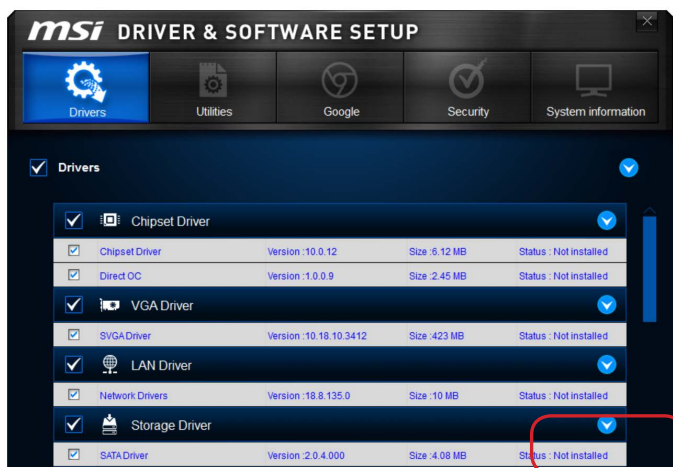 msi DRIVER & SOFTWARE SETUP
Drivers Utilities Google Security System information
Drivers
Chipset Driver
Chipset Driver Version :10.0.12 Size :6.12 MB Status : Not installed
Direct OC Version :1.0.0.9 Size :2.45 MB Status : Not installed
VGA Driver
SVGA Driver Version :10.18.10.3412 Size :423 MB Status : Not installed
LAN Driver
Network Drivers Version :18.8.135.0 Size :10 MB Status : Not installed
Storage Driver
SATA Driver Version :2.0.4.000 Size :4.08 MB Status : Not installed